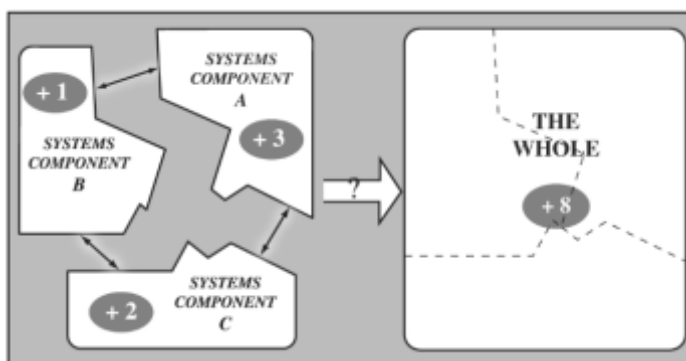 + 1
SYSTEMS
COMPONENT
A
+ 3
SYSTEMS
COMPONENT
B
?
THE
WHOLE
+ 8
+ 2
SYSTEMS
COMPONENT
C